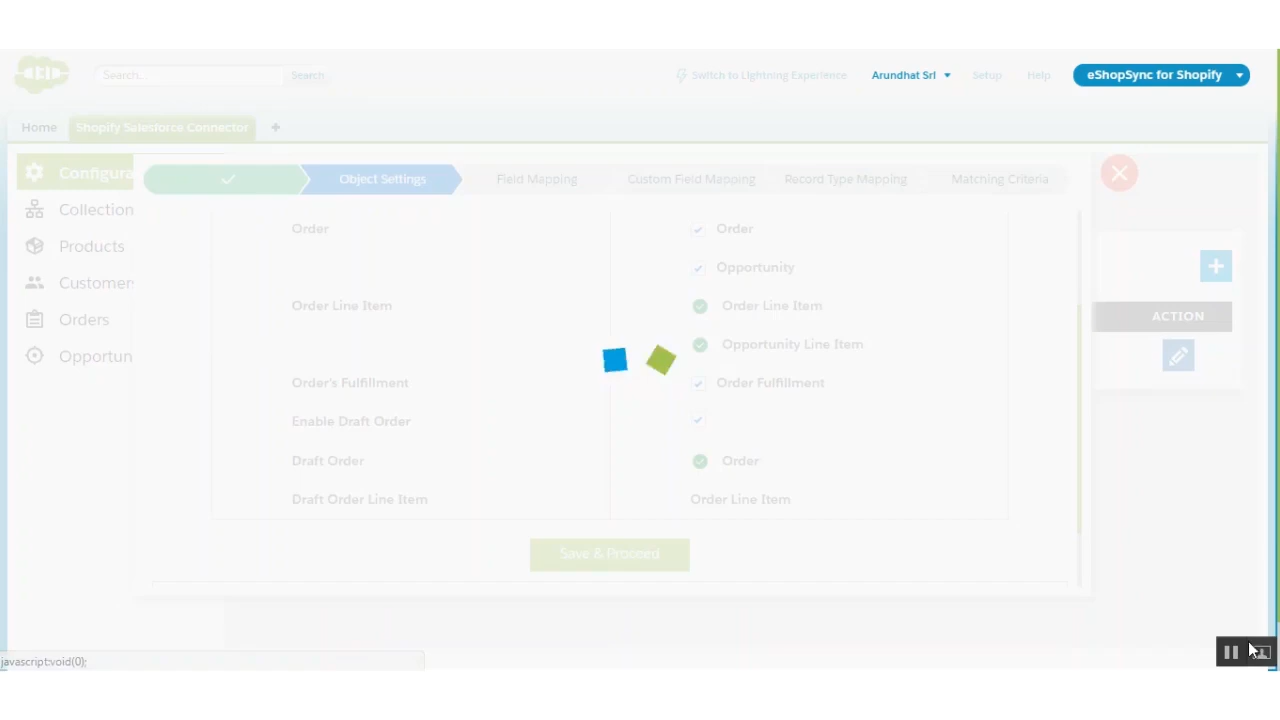 Search...
Search
Switch to Lightning Experience
Arundhat Srl
Setup
Help
eShopSync for Shopify
Home
Shopify Salesforce Connector
+
Configura
Collection
Products
Customer
Orders
Opportun
Object Settings
Field Mapping
Custom Field Mapping
Record Type Mapping
Matching Criteria
Order
Order
Opportunity
Order Line Item
Order Line Item
Opportunity Line Item
Order's Fulfillment
Order Fulfillment
Enable Draft Order
Draft Order
Order
Draft Order Line Item
Order Line Item
Save & Proceed
ACTION
javascript:void(0);